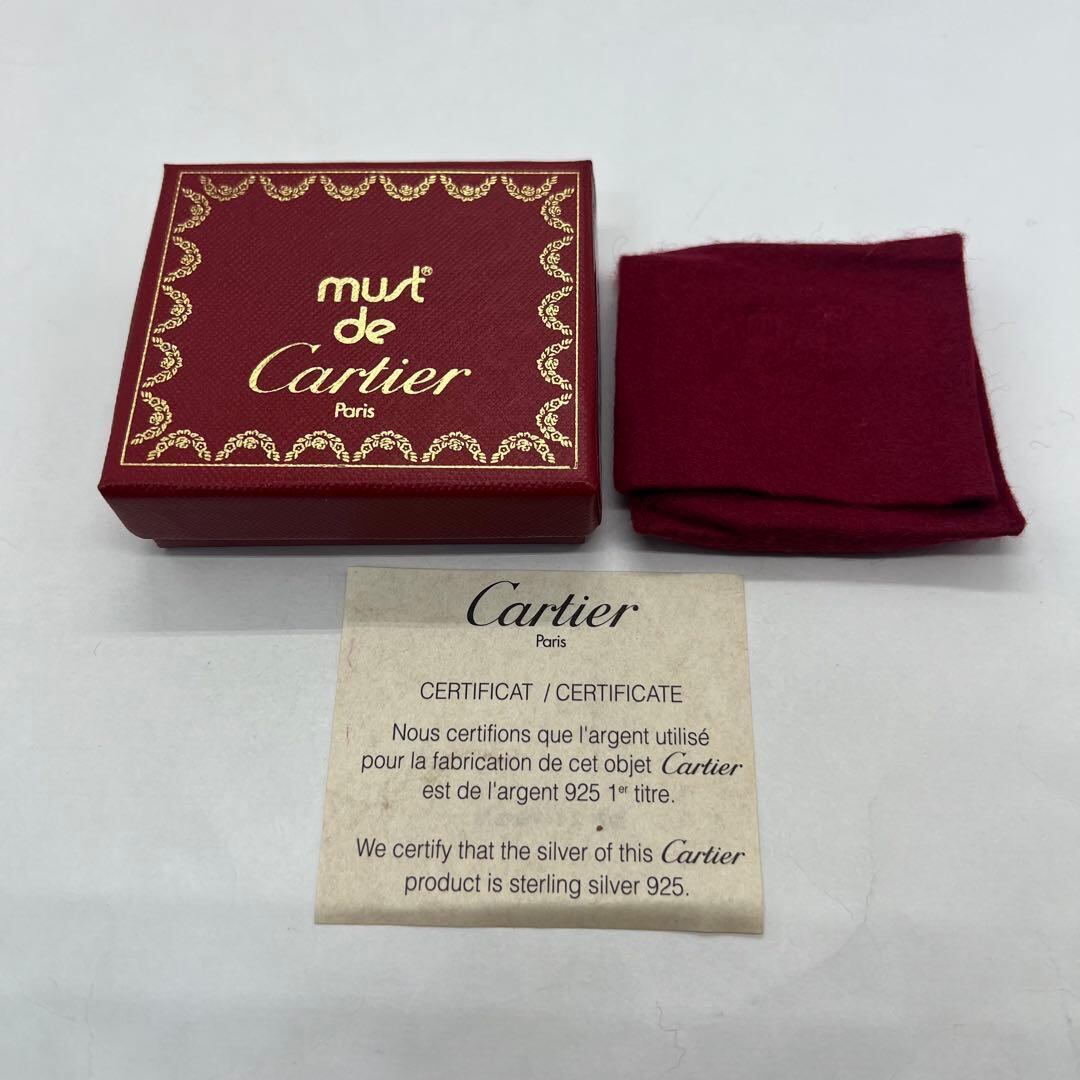 must®
de
Cartier
Paris
Cartier
Paris
CERTIFICAT / CERTIFICATE
Nous certifions que l'argent utilisé
pour la fabrication de cet objet Cartier
est de l'argent 925 1er titre.
We certify that the silver of this Cartier
product is sterling silver 925.